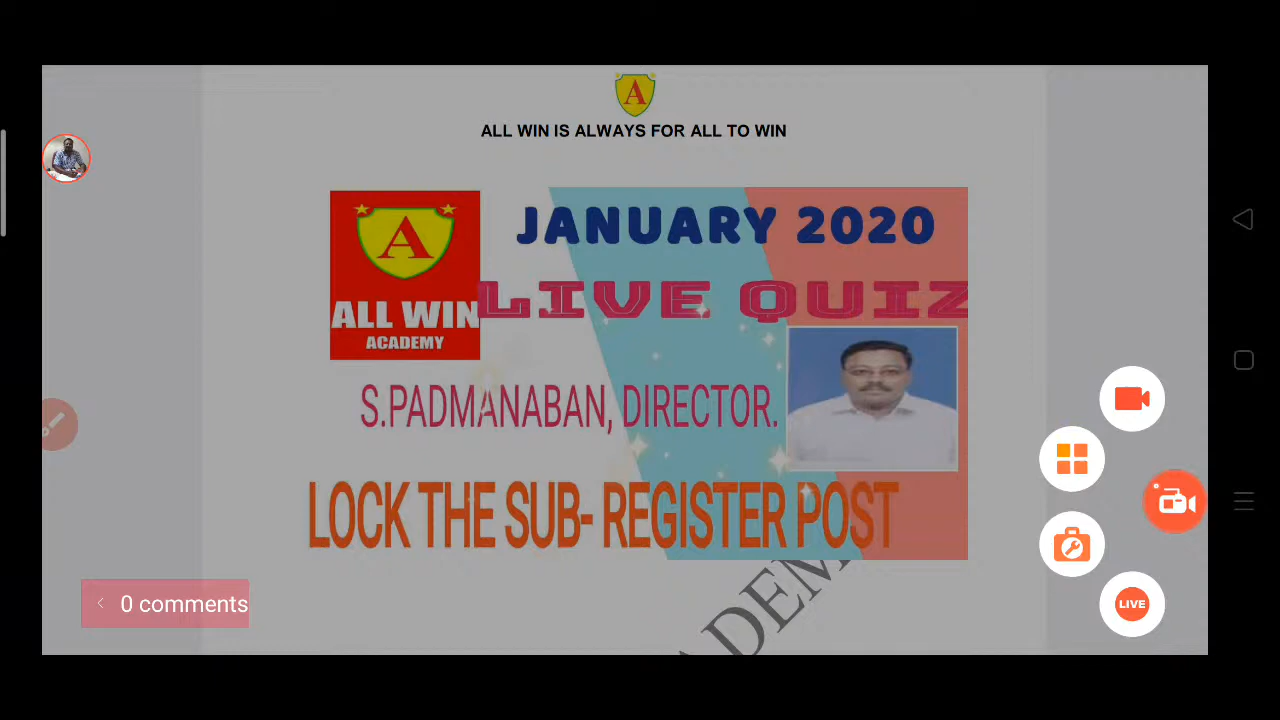 A
ALL WIN IS ALWAYS FOR ALL TO WIN
A
ALL WIN
ACADEMY
JANUARY 2020
LIVE QUIZ
S.PADMANABAN, DIRECTOR.
LOCK THE SUB- REGISTER POST
0 comments
LIVE